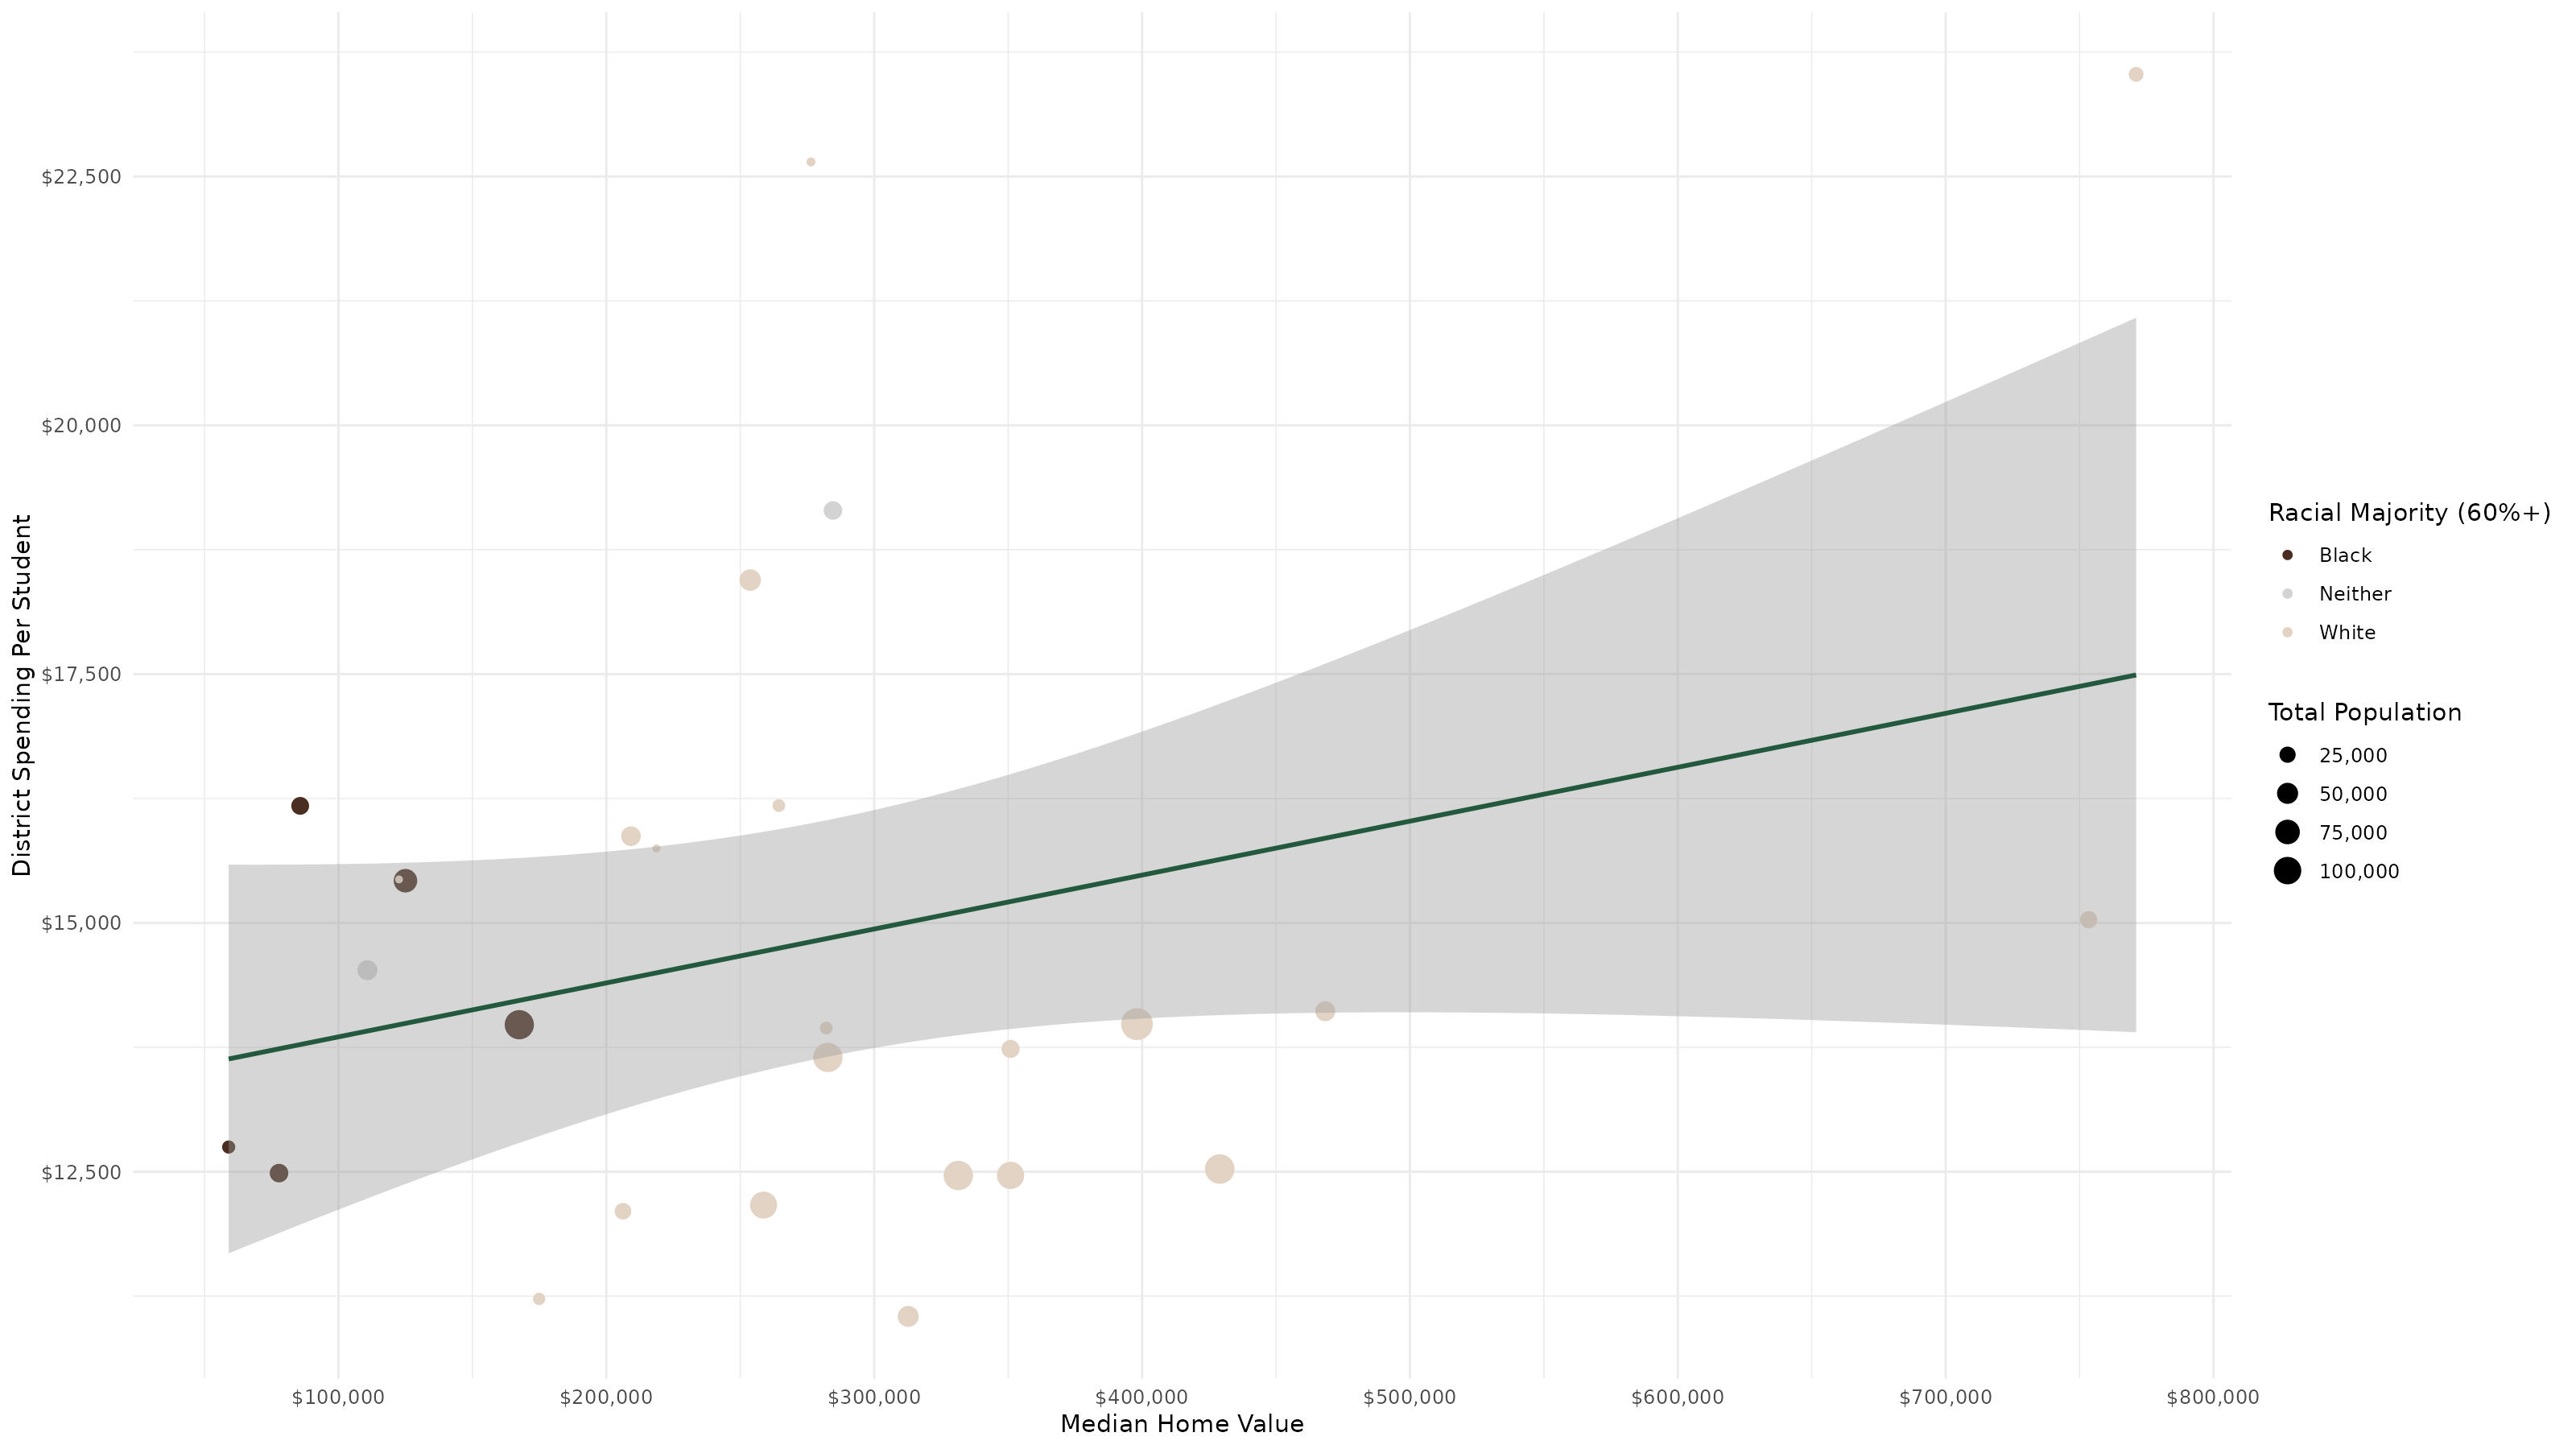 $22,500
$20,000
$17,500
$15,000
$12,500
District Spending Per Student
$100,000
$200,000
$300,000
$400,000
$500,000
$600,000
$700,000
$800,000
Median Home Value
Racial Majority (60%+)
Black
Neither
White
Total Population
25,000
50,000
75,000
100,000